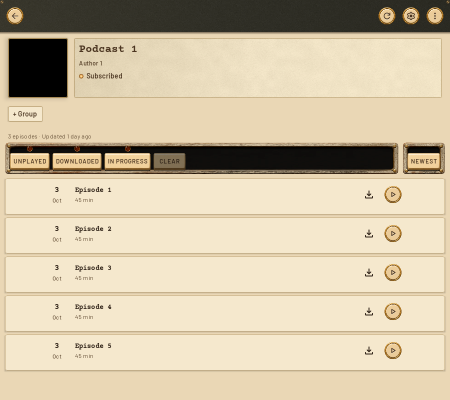 Podcast 1
Author 1
Subscribed
+ Group
3 episodes · Updated 1 day ago
UNPLAYED DOWNLOADED IN PROGRESS CLEAR NEWEST
3 Episode 1
Oct 45 min
3 Episode 2
Oct 45 min
3 Episode 3
Oct 45 min
3 Episode 4
Oct 45 min
3 Episode 5
Oct 45 min